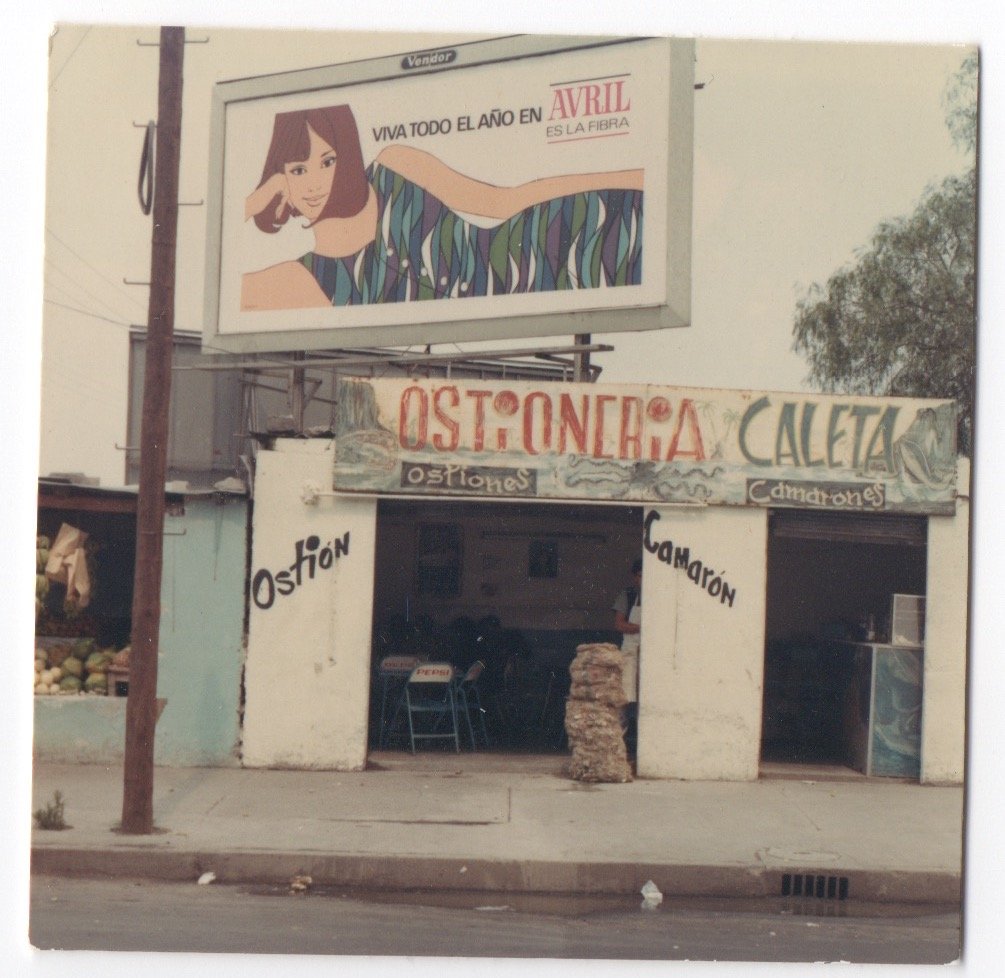 Vendor
VIVA TODO EL AÑO EN AVRIL
ES LA FIBRA
OSTiONERiA CALETA
Ostiones
Camarones
Ostión
Camarón
PEPSI